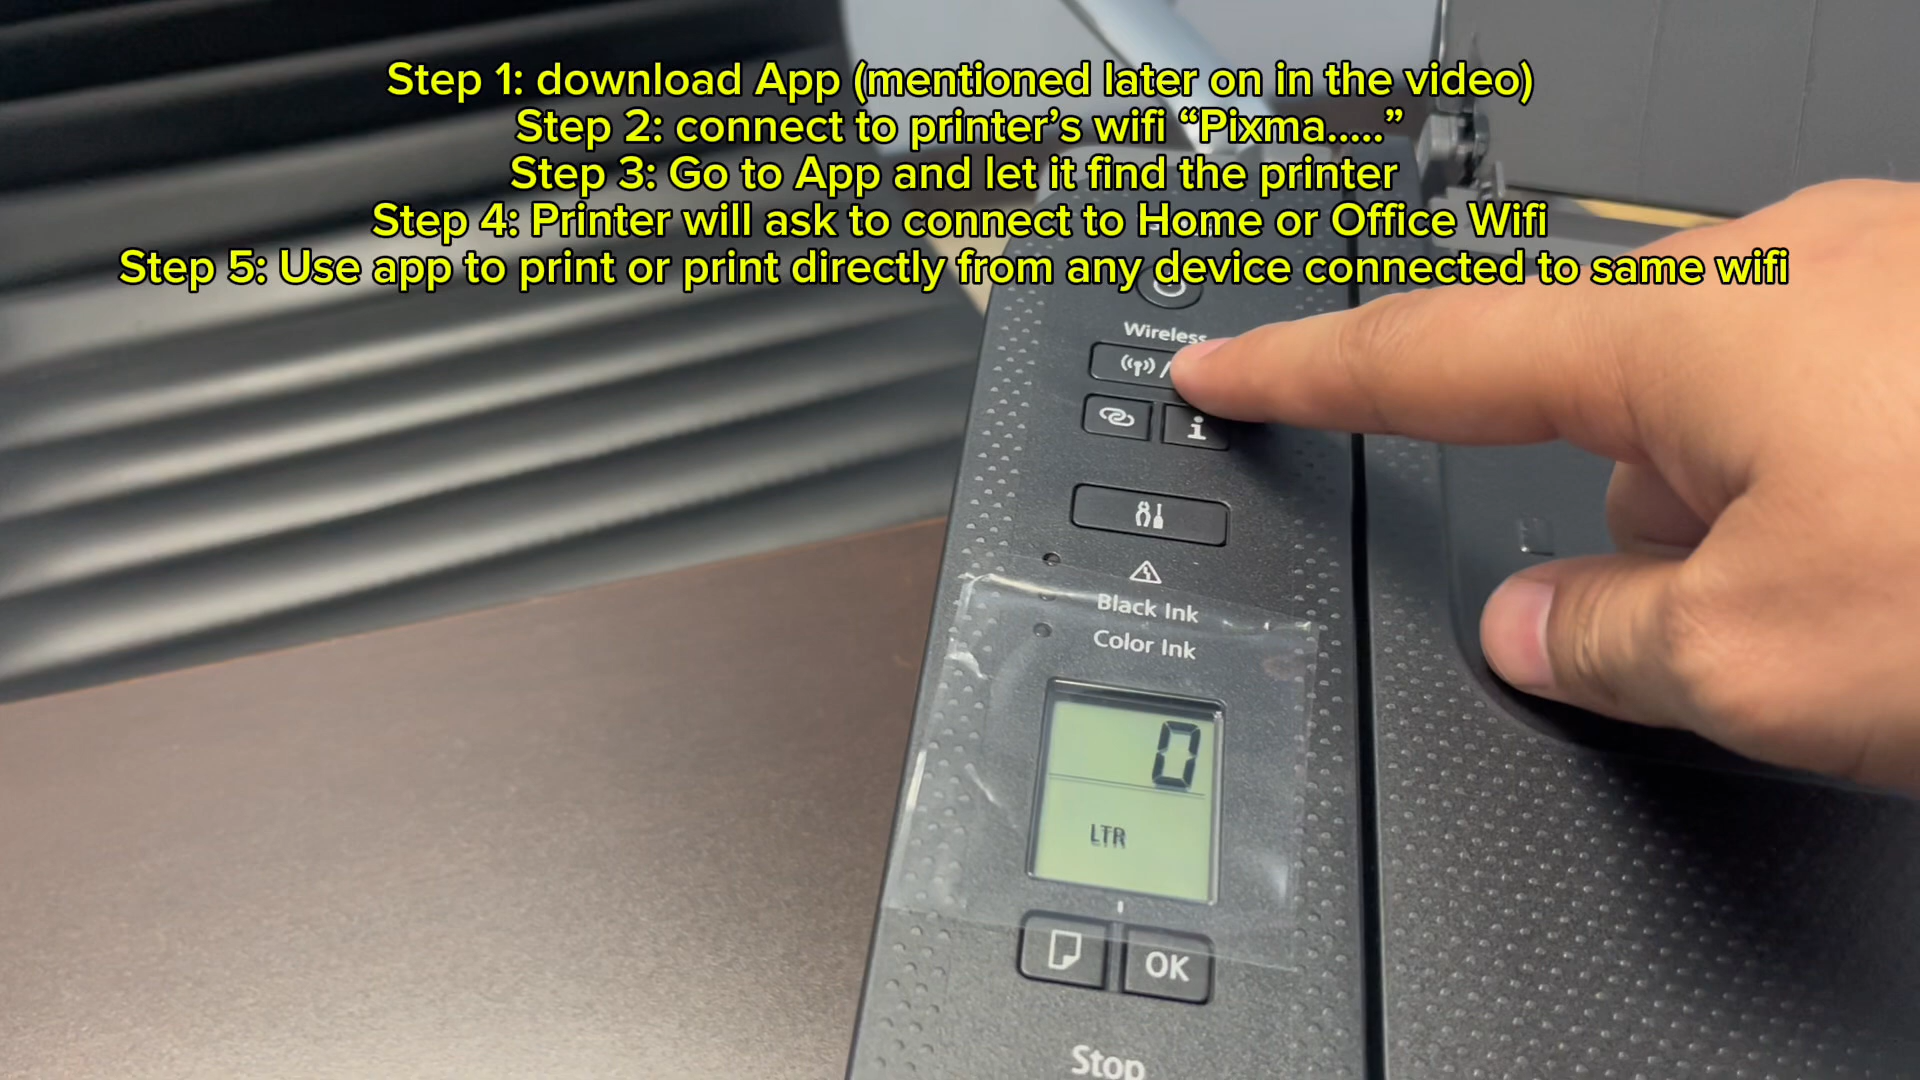 Step 1: download App (mentioned later on in the video)
Step 2: connect to printer’s wifi “Pixma.....”
Step 3: Go to App and let it find the printer
Step 4: Printer will ask to connect to Home or Office Wifi
Step 5: Use app to print or print directly from any device connected to same wifi
Wireless
i
Black Ink
Color Ink
0
LTR
OK
Stop